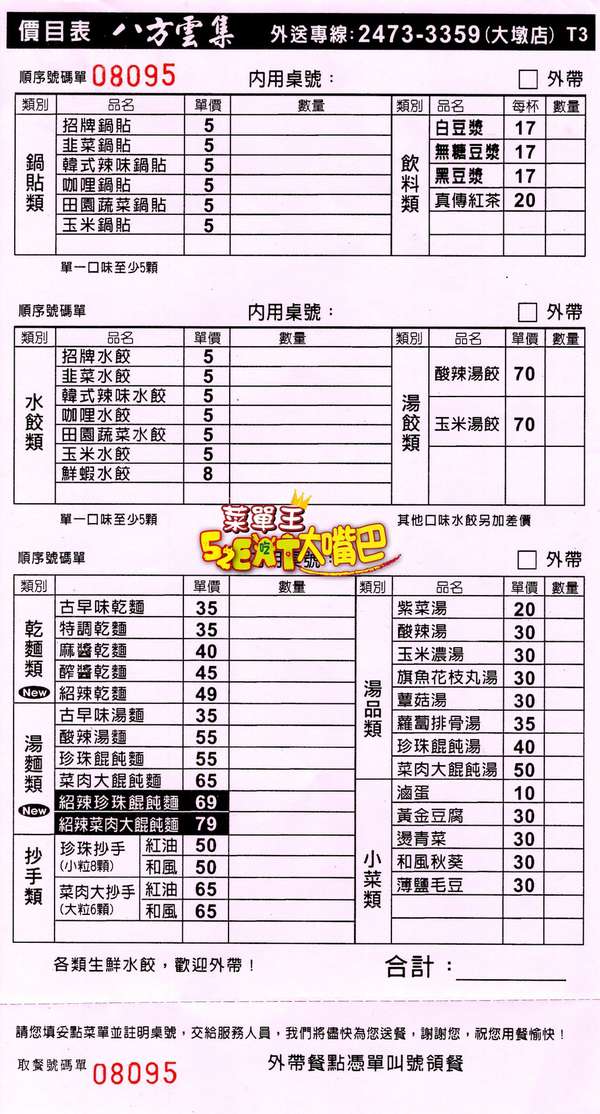 價目表 八方雲集 外送專線:2473-3359(大墩店) T3
順序號碼單 08095 內用桌號： □ 外帶
類別 品名 單價 數量 類別 品名 每杯 數量
鍋貼類 飲料類
招牌鍋貼 5 白豆漿 17
韭菜鍋貼 5 無糖豆漿 17
韓式辣味鍋貼 5 黑豆漿 17
咖哩鍋貼 5 真傳紅茶 20
田園蔬菜鍋貼 5
玉米鍋貼 5
單一口味至少5顆
順序號碼單 內用桌號： □ 外帶
類別 品名 單價 數量 類別 品名 單價 數量
水餃類 湯餃類
招牌水餃 5 酸辣湯餃 70
韭菜水餃 5 玉米湯餃 70
韓式辣味水餃 5
咖哩水餃 5
田園蔬菜水餃 5
玉米水餃 5
鮮蝦水餃 8
單一口味至少5顆 其他口味水餃另加差價
菜單王
大嘴巴
順序號碼單 用桌號： □ 外帶
類別 單價 數量 類別 品名 單價 數量
乾麵類 New 湯品類
古早味乾麵 35 紫菜湯 20
特調乾麵 35 酸辣湯 30
麻醬乾麵 40 玉米濃湯 30
醡醬乾麵 45 旗魚花枝丸湯 30
紹辣乾麵 49 蕈菇湯 30
湯麵類 New
古早味湯麵 35 蘿蔔排骨湯 35
酸辣湯麵 55 珍珠餛飩湯 40
珍珠餛飩麵 55 菜肉大餛飩湯 50
小菜類
菜肉大餛飩麵 65 滷蛋 10
紹辣珍珠餛飩麵 69 黃金豆腐 30
紹辣菜肉大餛飩麵 79 燙青菜 30
抄手類
珍珠抄手 紅油 50 和風秋葵 30
(小粒8顆) 和風 50 薄鹽毛豆 30
菜肉大抄手 紅油 65
(大粒6顆) 和風 65
各類生鮮水餃，歡迎外帶！ 合計：
請您填妥點菜單並註明桌號，交給服務人員，我們將儘快為您送餐，謝謝您，祝您用餐愉快！
取餐號碼單 08095 外帶餐點憑單叫號領餐